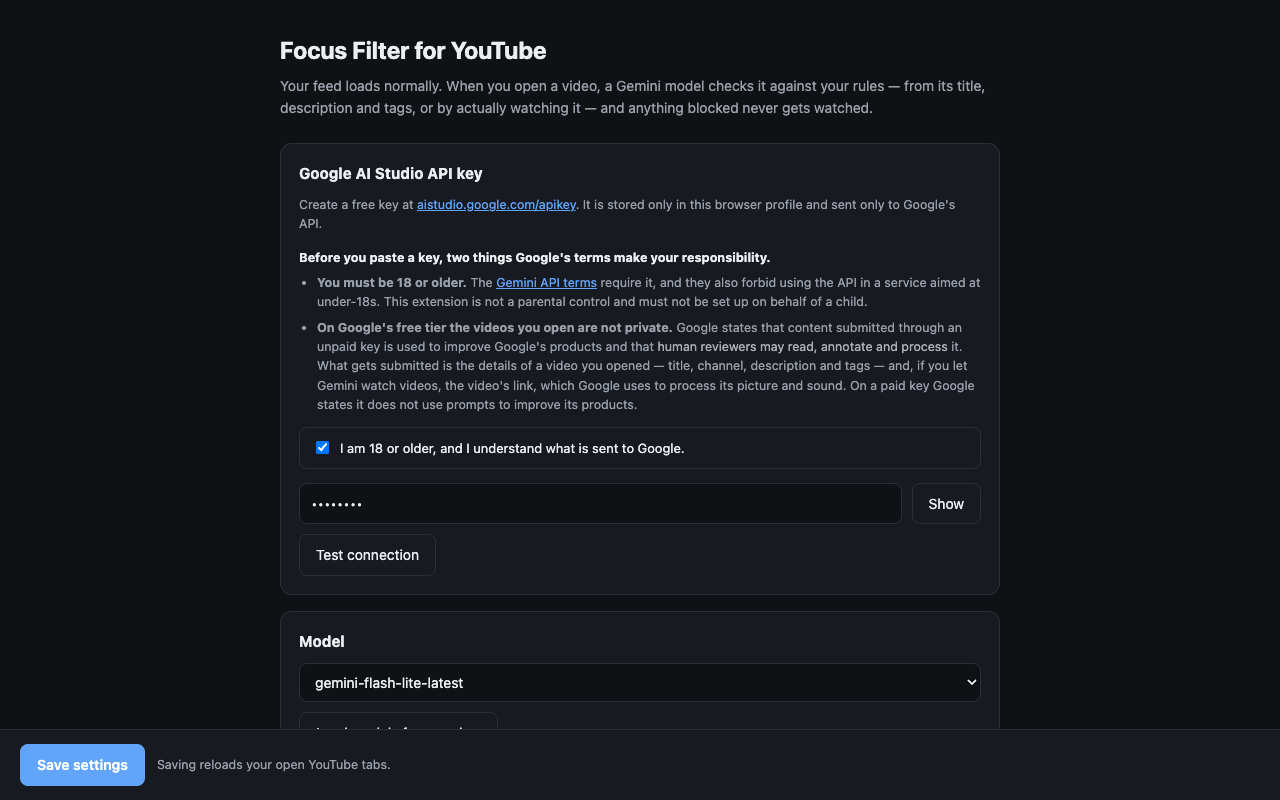 Focus Filter for YouTube
Your feed loads normally. When you open a video, a Gemini model checks it against your rules — from its title,
description and tags, or by actually watching it — and anything blocked never gets watched.
Google AI Studio API key
Create a free key at aistudio.google.com/apikey. It is stored only in this browser profile and sent only to Google's
API.
Before you paste a key, two things Google's terms make your responsibility.
• You must be 18 or older. The Gemini API terms require it, and they also forbid using the API in a service aimed at
under-18s. This extension is not a parental control and must not be set up on behalf of a child.
• On Google's free tier the videos you open are not private. Google states that content submitted through an
unpaid key is used to improve Google's products and that human reviewers may read, annotate and process it.
What gets submitted is the details of a video you opened — title, channel, description and tags — and, if you let
Gemini watch videos, the video's link, which Google uses to process its picture and sound. On a paid key Google
states it does not use prompts to improve its products.
I am 18 or older, and I understand what is sent to Google.
••••••••
Show
Test connection
Model
gemini-flash-lite-latest
Save settings
Saving reloads your open YouTube tabs.